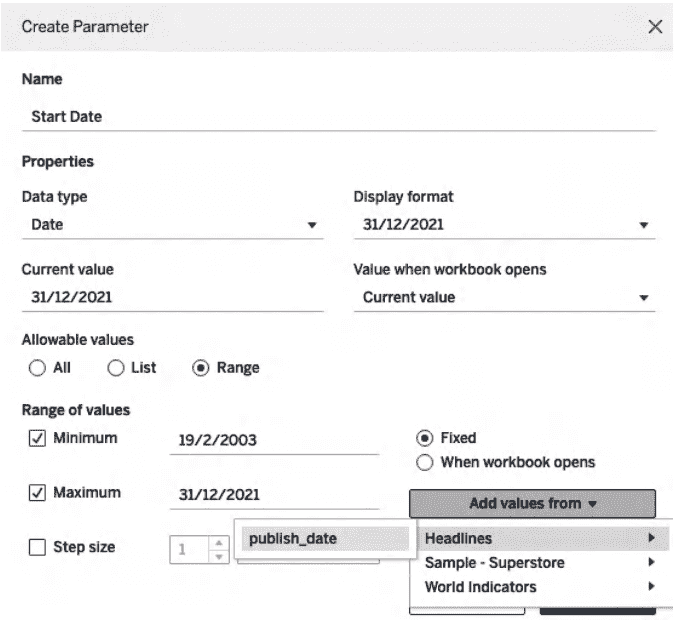 Create Parameter
Name
Start Date
Properties
Data type
Display format
Date
31/12/2021
Current value
Value when workbook opens
31/12/2021
Current value
Allowable values
All
List
Range
Range of values
Minimum
19/2/2003
Fixed
When workbook opens
Maximum
31/12/2021
Add values from
Step size
1
publish_date
Headlines
Sample - Superstore
World Indicators